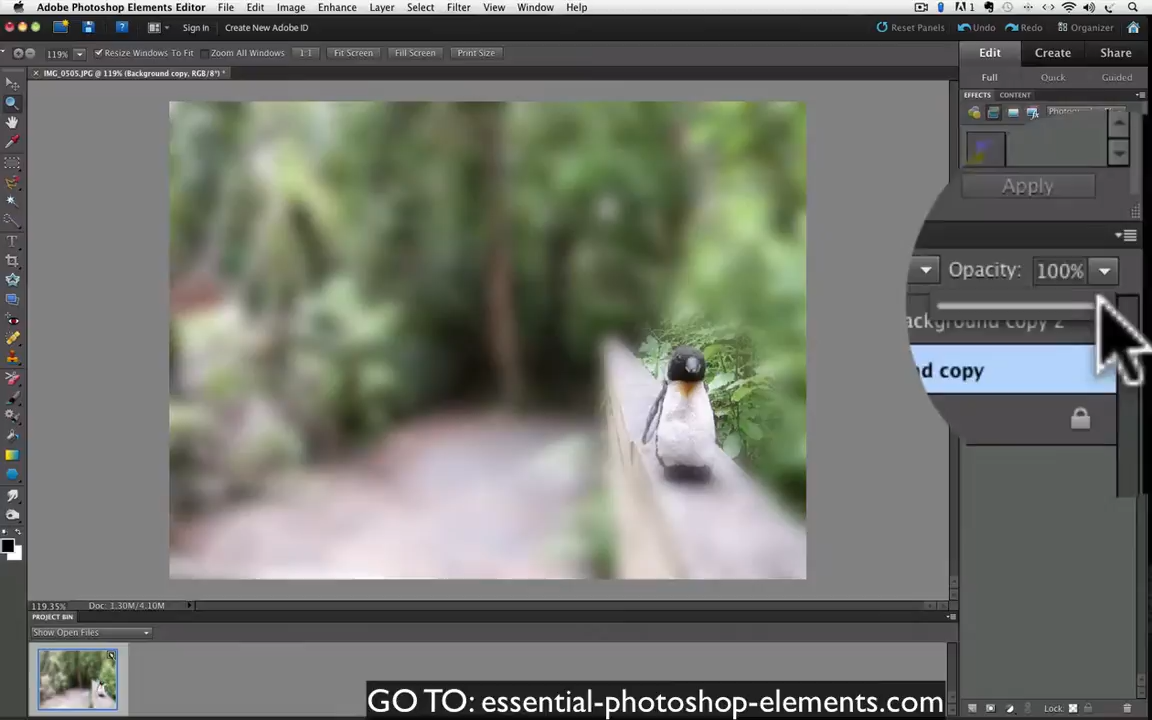 Adobe Photoshop Elements Editor File Edit Image Enhance Layer Select Filter View Window Help
Sign In Create New Adobe ID Reset Panels Undo Redo Organizer
119% Resize Windows To Fit Zoom All Windows 1:1 Fit Screen Fill Screen Print Size
Edit Create Share
IMG_0505.JPG @ 119% (Background copy, RGB/8*) *
Full Quick Guided
EFFECTS CONTENT
Apply
Opacity: 100%
ackground copy 2
nd copy
119.35% Doc: 1.30M/4.10M
PROJECT BIN
Show Open Files
GO TO: essential-photoshop-elements.com
Lock: